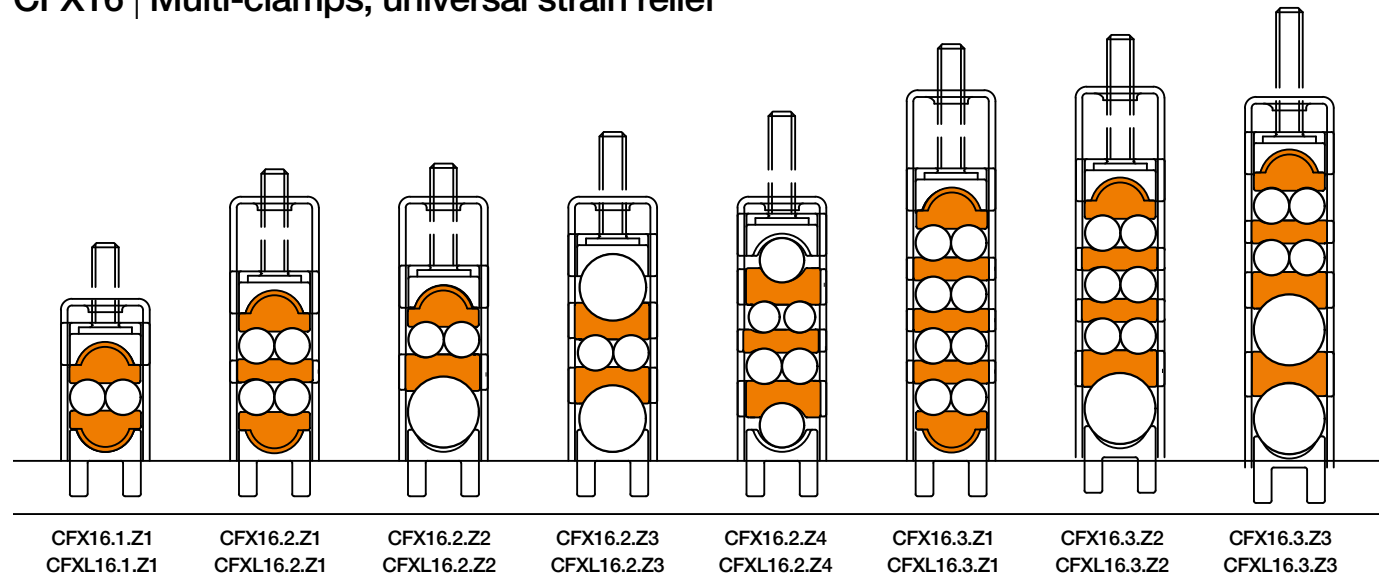 CFX16 | Multi-clamps, universal strain relief
CFX16.1.Z1 CFX16.2.Z1 CFX16.2.Z2 CFX16.2.Z3 CFX16.2.Z4 CFX16.3.Z1 CFX16.3.Z2 CFX16.3.Z3
CFXL16.1.Z1 CFXL16.2.Z1 CFXL16.2.Z2 CFXL16.2.Z3 CFXL16.2.Z4 CFXL16.3.Z1 CFXL16.3.Z2 CFXL16.3.Z3